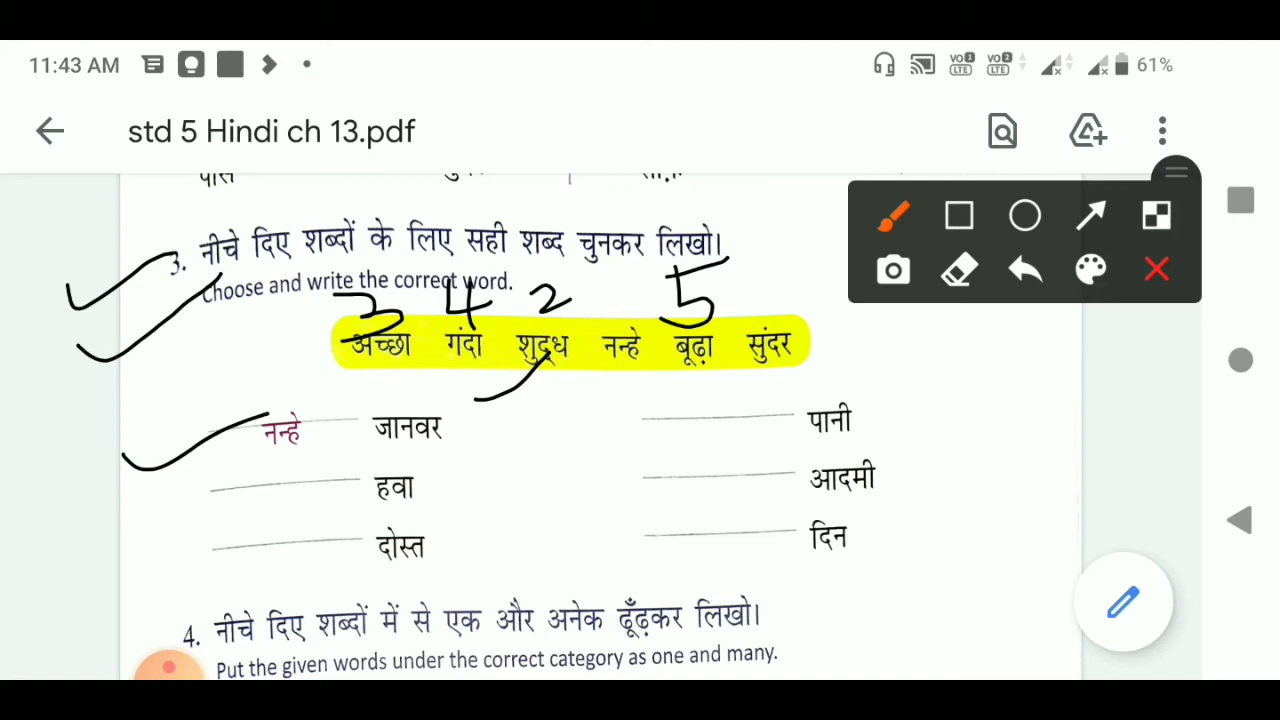 11:43 AM 61%
std 5 Hindi ch 13.pdf
पास
3. नीचे दिए शब्दों के लिए सही शब्द चुनकर लिखो।
Choose and write the correct word.
3 4 2 5
अच्छा गंदा शुद्ध नन्हे बूढ़ा सुंदर
नन्हे जानवर पानी
हवा आदमी
दोस्त दिन
4. नीचे दिए शब्दों में से एक और अनेक ढूँढ़कर लिखो।
Put the given words under the correct category as one and many.